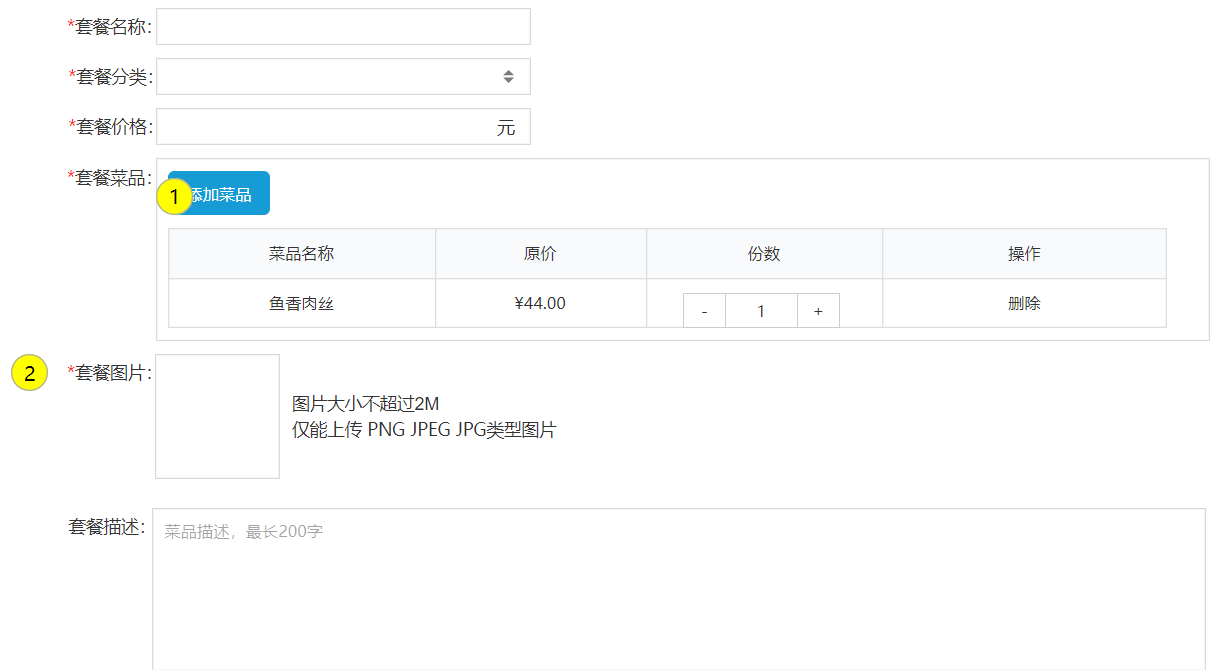 *套餐名称:
*套餐分类:
*套餐价格: 元
*套餐菜品:
1 添加菜品
菜品名称 原价 份数 操作
鱼香肉丝 ¥44.00 - 1 + 删除
2 *套餐图片:
图片大小不超过2M
仅能上传 PNG JPEG JPG类型图片
套餐描述:
菜品描述，最长200字